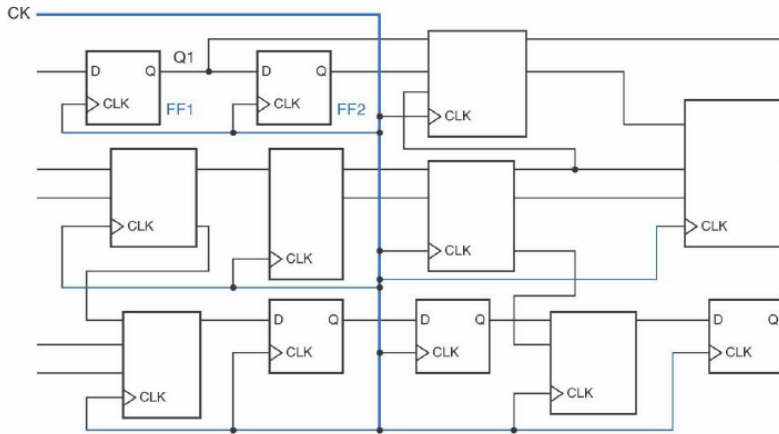 CK
Q1
D Q D Q
CLK FF1 CLK FF2
CLK
CLK
CLK CLK CLK
CLK
D Q D Q D Q
CLK CLK CLK
CLK CLK